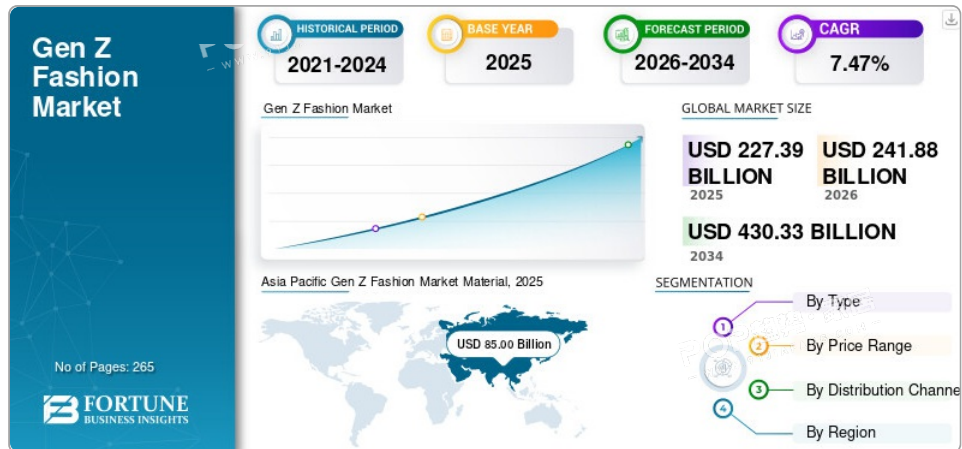 Gen Z
Fashion
Market
HISTORICAL PERIOD
2021-2024
BASE YEAR
2025
FORECAST PERIOD
2026-2034
CAGR
7.47%
Gen Z Fashion Market
GLOBAL MARKET SIZE
USD 227.39
BILLION
2025
USD 241.88
BILLION
2026
USD 430.33 BILLION
2034
Asia Pacific Gen Z Fashion Market Material, 2025
USD 85.00 Billion
SEGMENTATION
1
By Type
2
By Price Range
3
By Distribution Channe
4
By Region
No of Pages: 265
FORTUNE
BUSINESS INSIGHTS